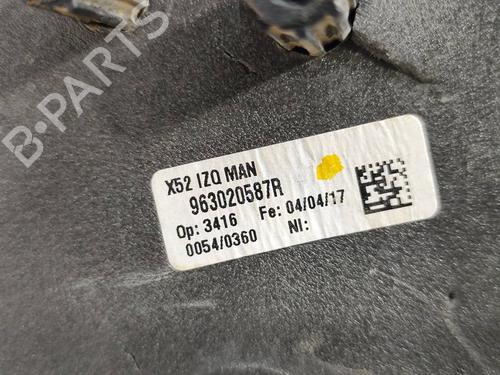 B-PARTS
X52 IZQ MAN
963020587R
Op: 3416 Fe: 04/04/17
0054/0360 NI: